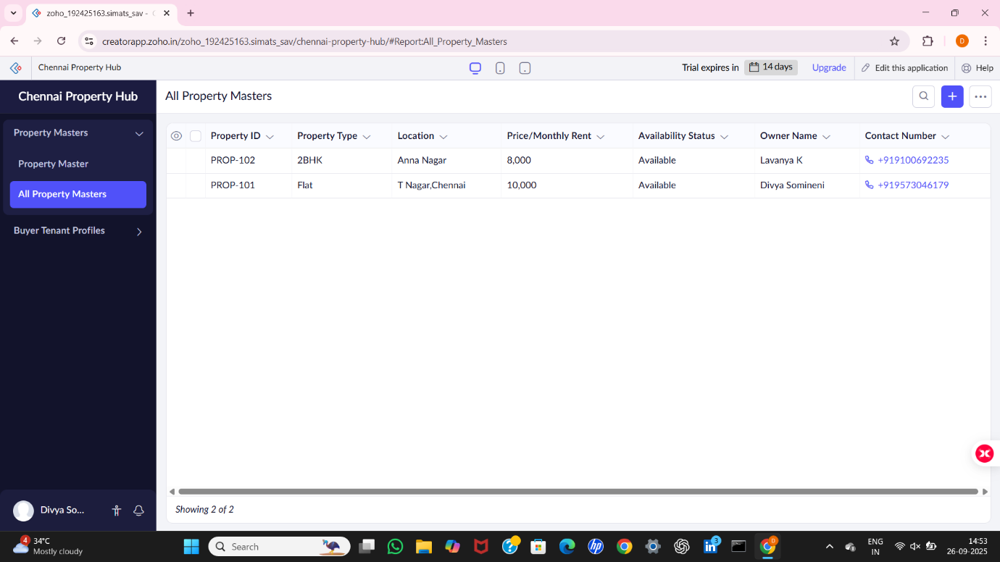 zoho_192425163.simats_sav -
creatorapp.zoho.in/zoho_192425163.simats_sav/chennai-property-hub/#Report:All_Property_Masters
D
Chennai Property Hub
Trial expires in 14 days Upgrade Edit this application Help
Chennai Property Hub
All Property Masters
Property Masters
Property Master
All Property Masters
Buyer Tenant Profiles
Property ID Property Type Location Price/Monthly Rent Availability Status Owner Name Contact Number
PROP-102 2BHK Anna Nagar 8,000 Available Lavanya K +919100692235
PROP-101 Flat T Nagar,Chennai 10,000 Available Divya Somineni +919573046179
Showing 2 of 2
Divya So...
4
34°C
Mostly cloudy
Search
hp
in
3
D
ENG
IN
14:53
26-09-2025